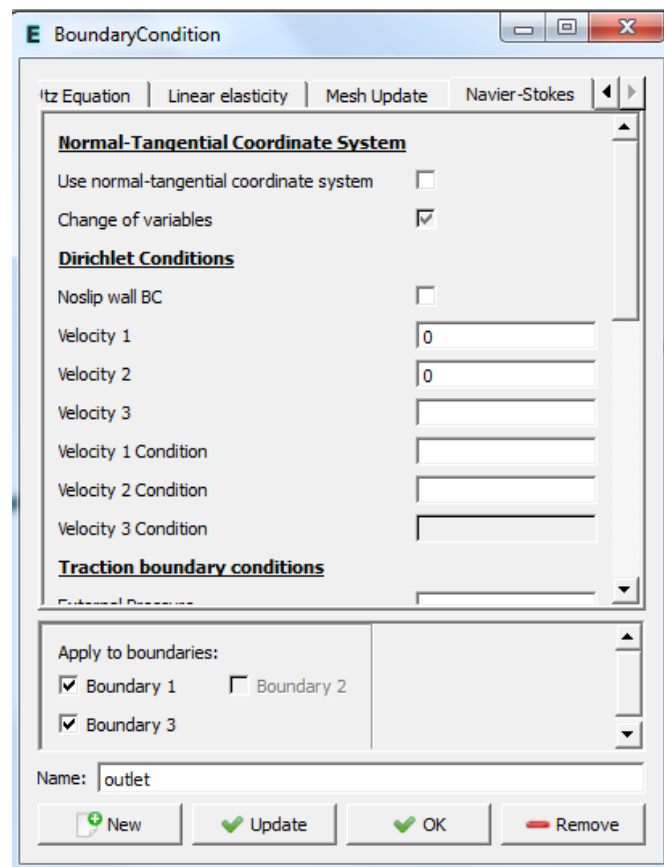 E BoundaryCondition
ltz Equation Linear elasticity Mesh Update Navier-Stokes
Normal-Tangential Coordinate System
Use normal-tangential coordinate system
Change of variables
Dirichlet Conditions
Noslip wall BC
Velocity 1 0
Velocity 2 0
Velocity 3
Velocity 1 Condition
Velocity 2 Condition
Velocity 3 Condition
Traction boundary conditions
External Pressure
Apply to boundaries:
Boundary 1 Boundary 2
Boundary 3
Name: outlet
New Update OK Remove